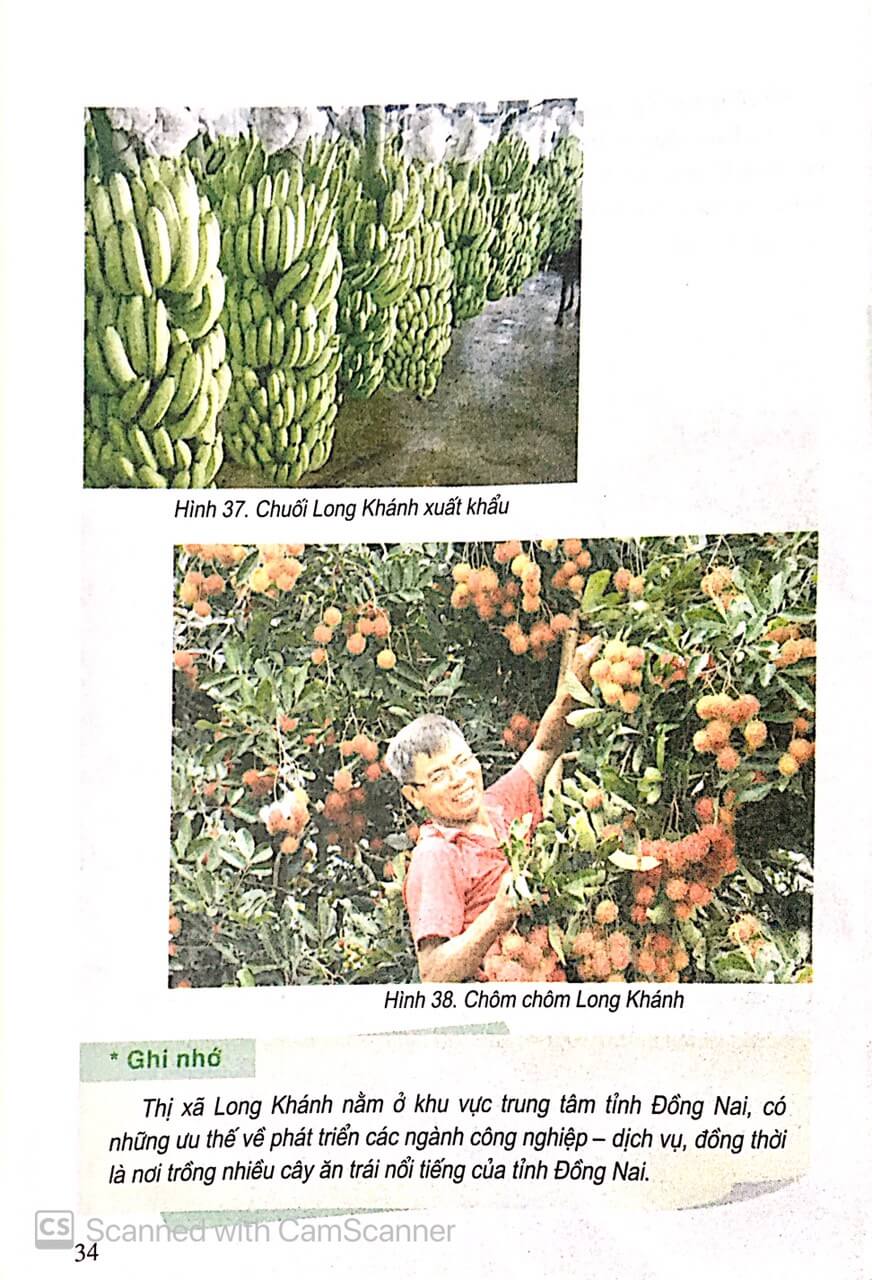 Hình 37. Chuối Long Khánh xuất khẩu
Hình 38. Chôm chôm Long Khánh
* Ghi nhớ
Thị xã Long Khánh nằm ở khu vực trung tâm tỉnh Đồng Nai, có
những ưu thế về phát triển các ngành công nghiệp – dịch vụ, đồng thời
là nơi trồng nhiều cây ăn trái nổi tiếng của tỉnh Đồng Nai.
CS Scanned with CamScanner
34